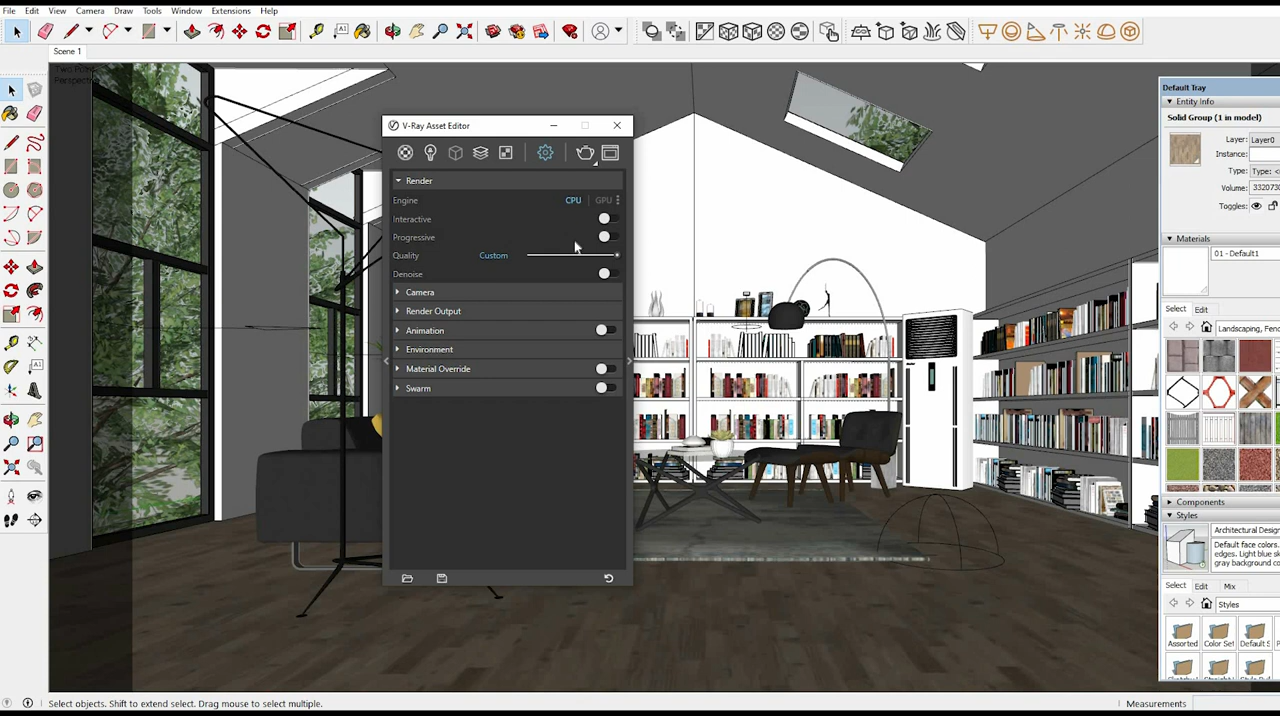 File Edit View Camera Draw Tools Window Extensions Help
Scene 1
Two Point
Perspective
V-Ray Asset Editor
Render
Engine CPU GPU
Interactive
Progressive
Quality Custom
Denoise
Camera
Render Output
Animation
Environment
Material Override
Swarm
Default Tray
Entity Info
Solid Group (1 in model)
Layer: Layer0
Instance:
Type: Type: <
Volume: 332073
Toggles:
Materials
01 - Default1
Select Edit
Landscaping, Fenc
Components
Styles
Architectural Desig
Default face colors.
edges. Light blue sk
gray background co
Select Edit Mix
Styles
Assorted Color Set Default S
Select objects. Shift to extend select. Drag mouse to select multiple.
Measurements